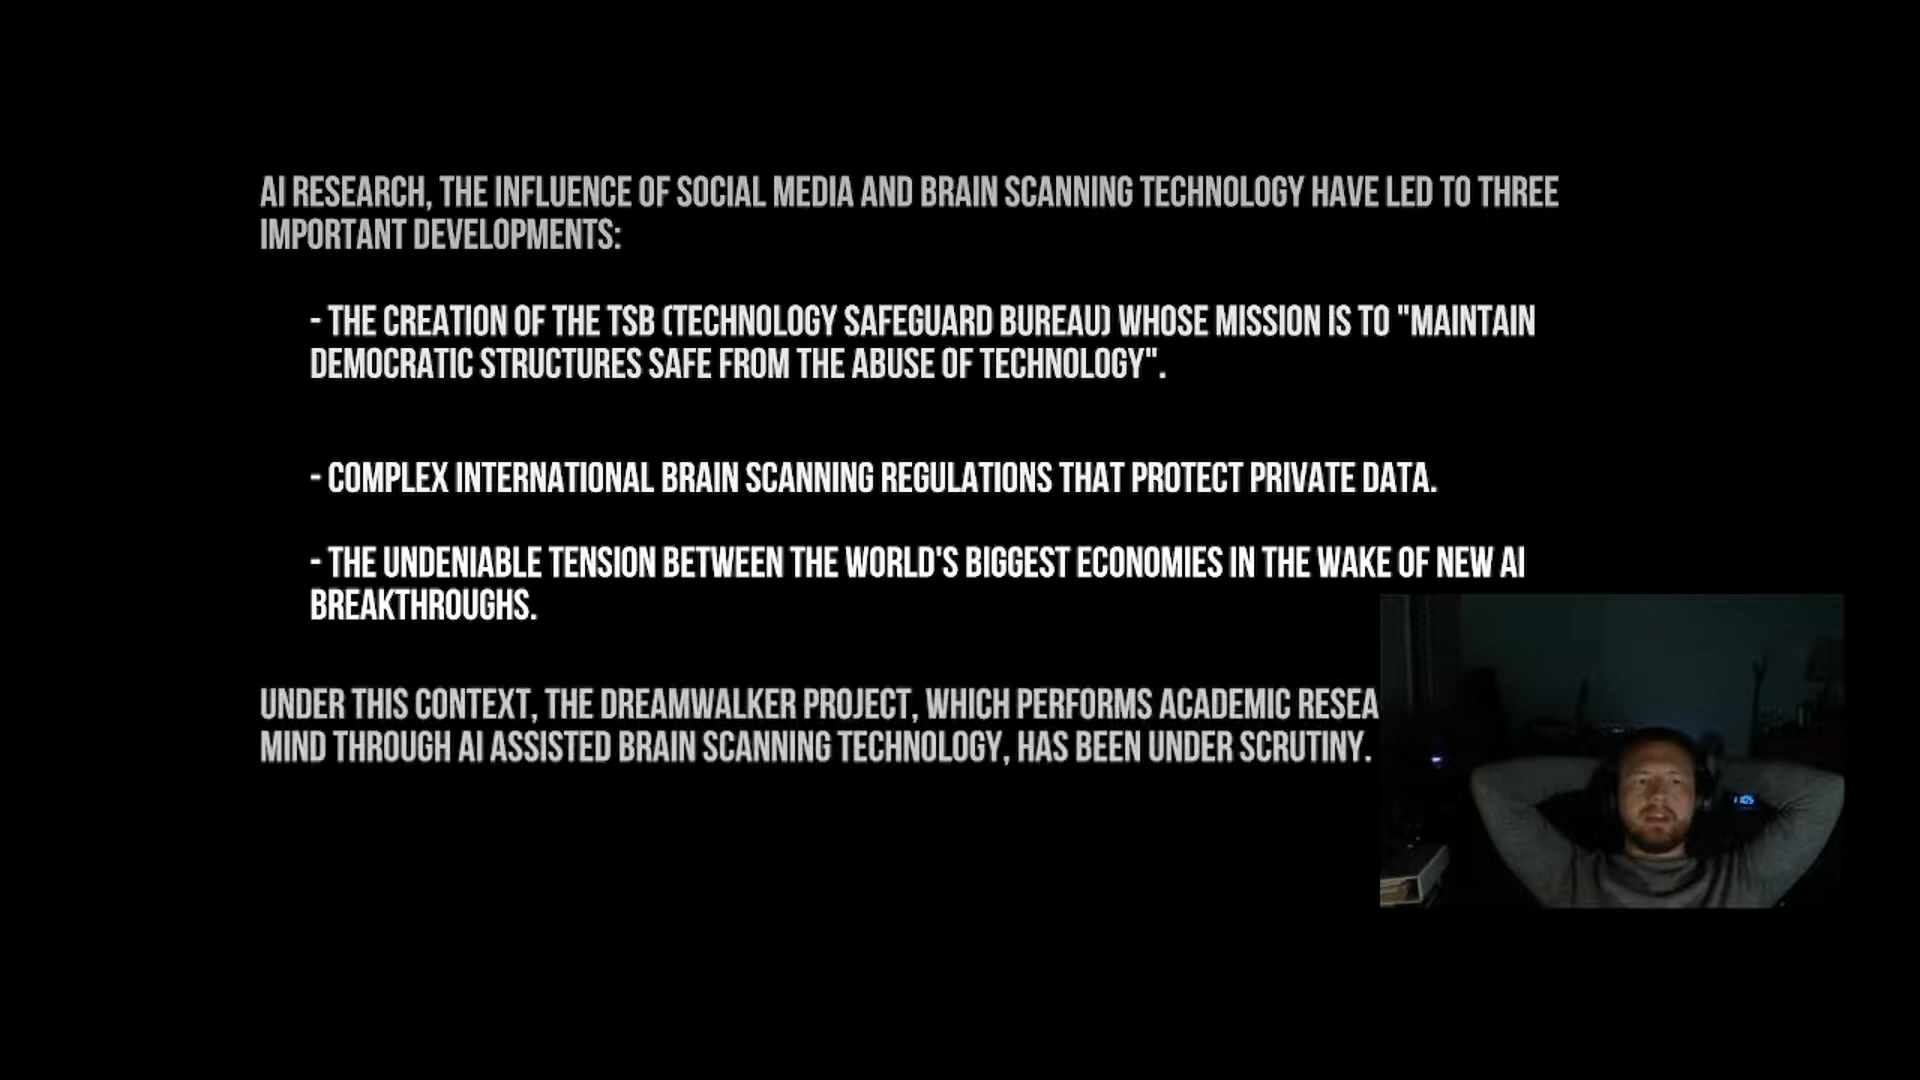 AI RESEARCH, THE INFLUENCE OF SOCIAL MEDIA AND BRAIN SCANNING TECHNOLOGY HAVE LED TO THREE
IMPORTANT DEVELOPMENTS:
- THE CREATION OF THE TSB (TECHNOLOGY SAFEGUARD BUREAU) WHOSE MISSION IS TO "MAINTAIN
DEMOCRATIC STRUCTURES SAFE FROM THE ABUSE OF TECHNOLOGY".
- COMPLEX INTERNATIONAL BRAIN SCANNING REGULATIONS THAT PROTECT PRIVATE DATA.
- THE UNDENIABLE TENSION BETWEEN THE WORLD'S BIGGEST ECONOMIES IN THE WAKE OF NEW AI
BREAKTHROUGHS.
UNDER THIS CONTEXT, THE DREAMWALKER PROJECT, WHICH PERFORMS ACADEMIC RESEA
MIND THROUGH AI ASSISTED BRAIN SCANNING TECHNOLOGY, HAS BEEN UNDER SCRUTINY.